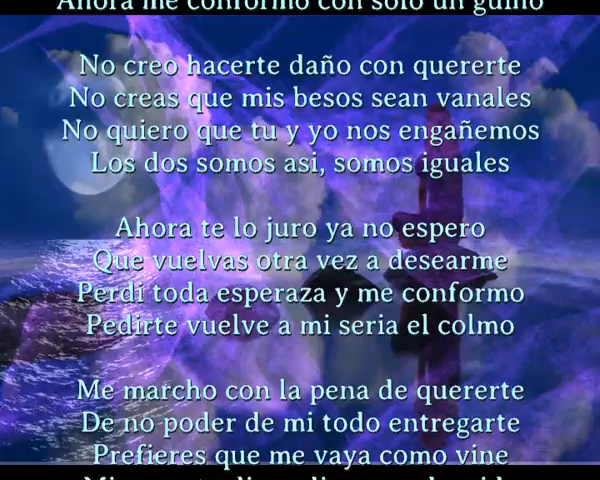 Ahora me conformo con solo un guiño
No creo hacerte daño con quererte
No creas que mis besos sean vanales
No quiero que tu y yo nos engañemos
Los dos somos asi, somos iguales
Ahora te lo juro ya no espero
Que vuelvas otra vez a desearme
Perdi toda esperaza y me conformo
Pedirte vuelve a mi seria el colmo
Me marcho con la pena de quererte
De no poder de mi todo entregarte
Prefieres que me vaya como vine